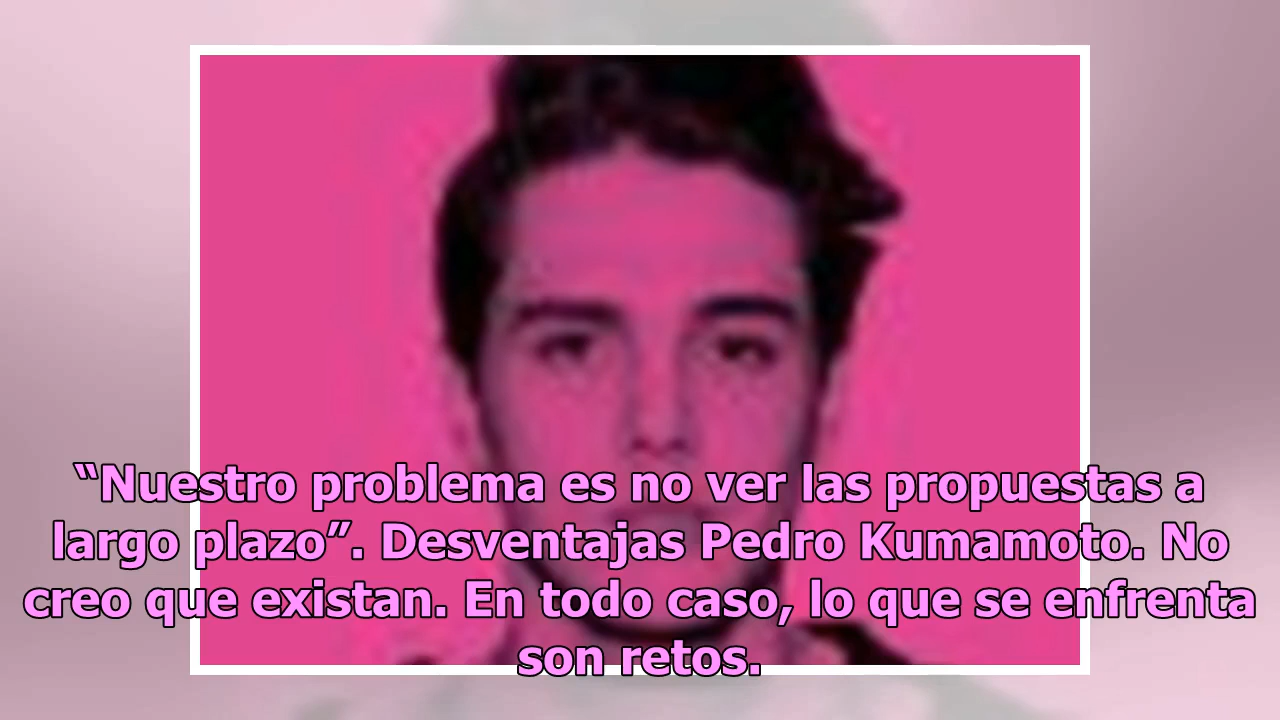 “Nuestro problema es no ver las propuestas a
largo plazo”. Desventajas Pedro Kumamoto. No
creo que existan. En todo caso, lo que se enfrenta
son retos.